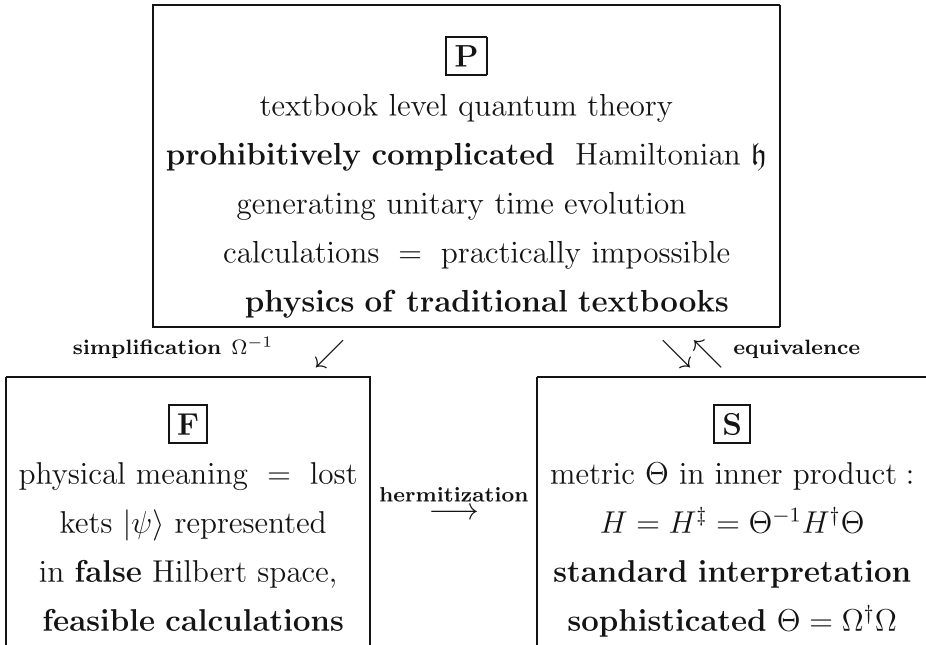 P
textbook level quantum theory
prohibitively complicated Hamiltonian 𝔥
generating unitary time evolution
calculations = practically impossible
physics of traditional textbooks
simplification Ω⁻¹
equivalence
F
physical meaning = lost
kets |ψ⟩ represented
in false Hilbert space,
feasible calculations
hermitization
S
metric Θ in inner product :
H = H‡ = Θ⁻¹H†Θ
standard interpretation
sophisticated Θ = Ω†Ω